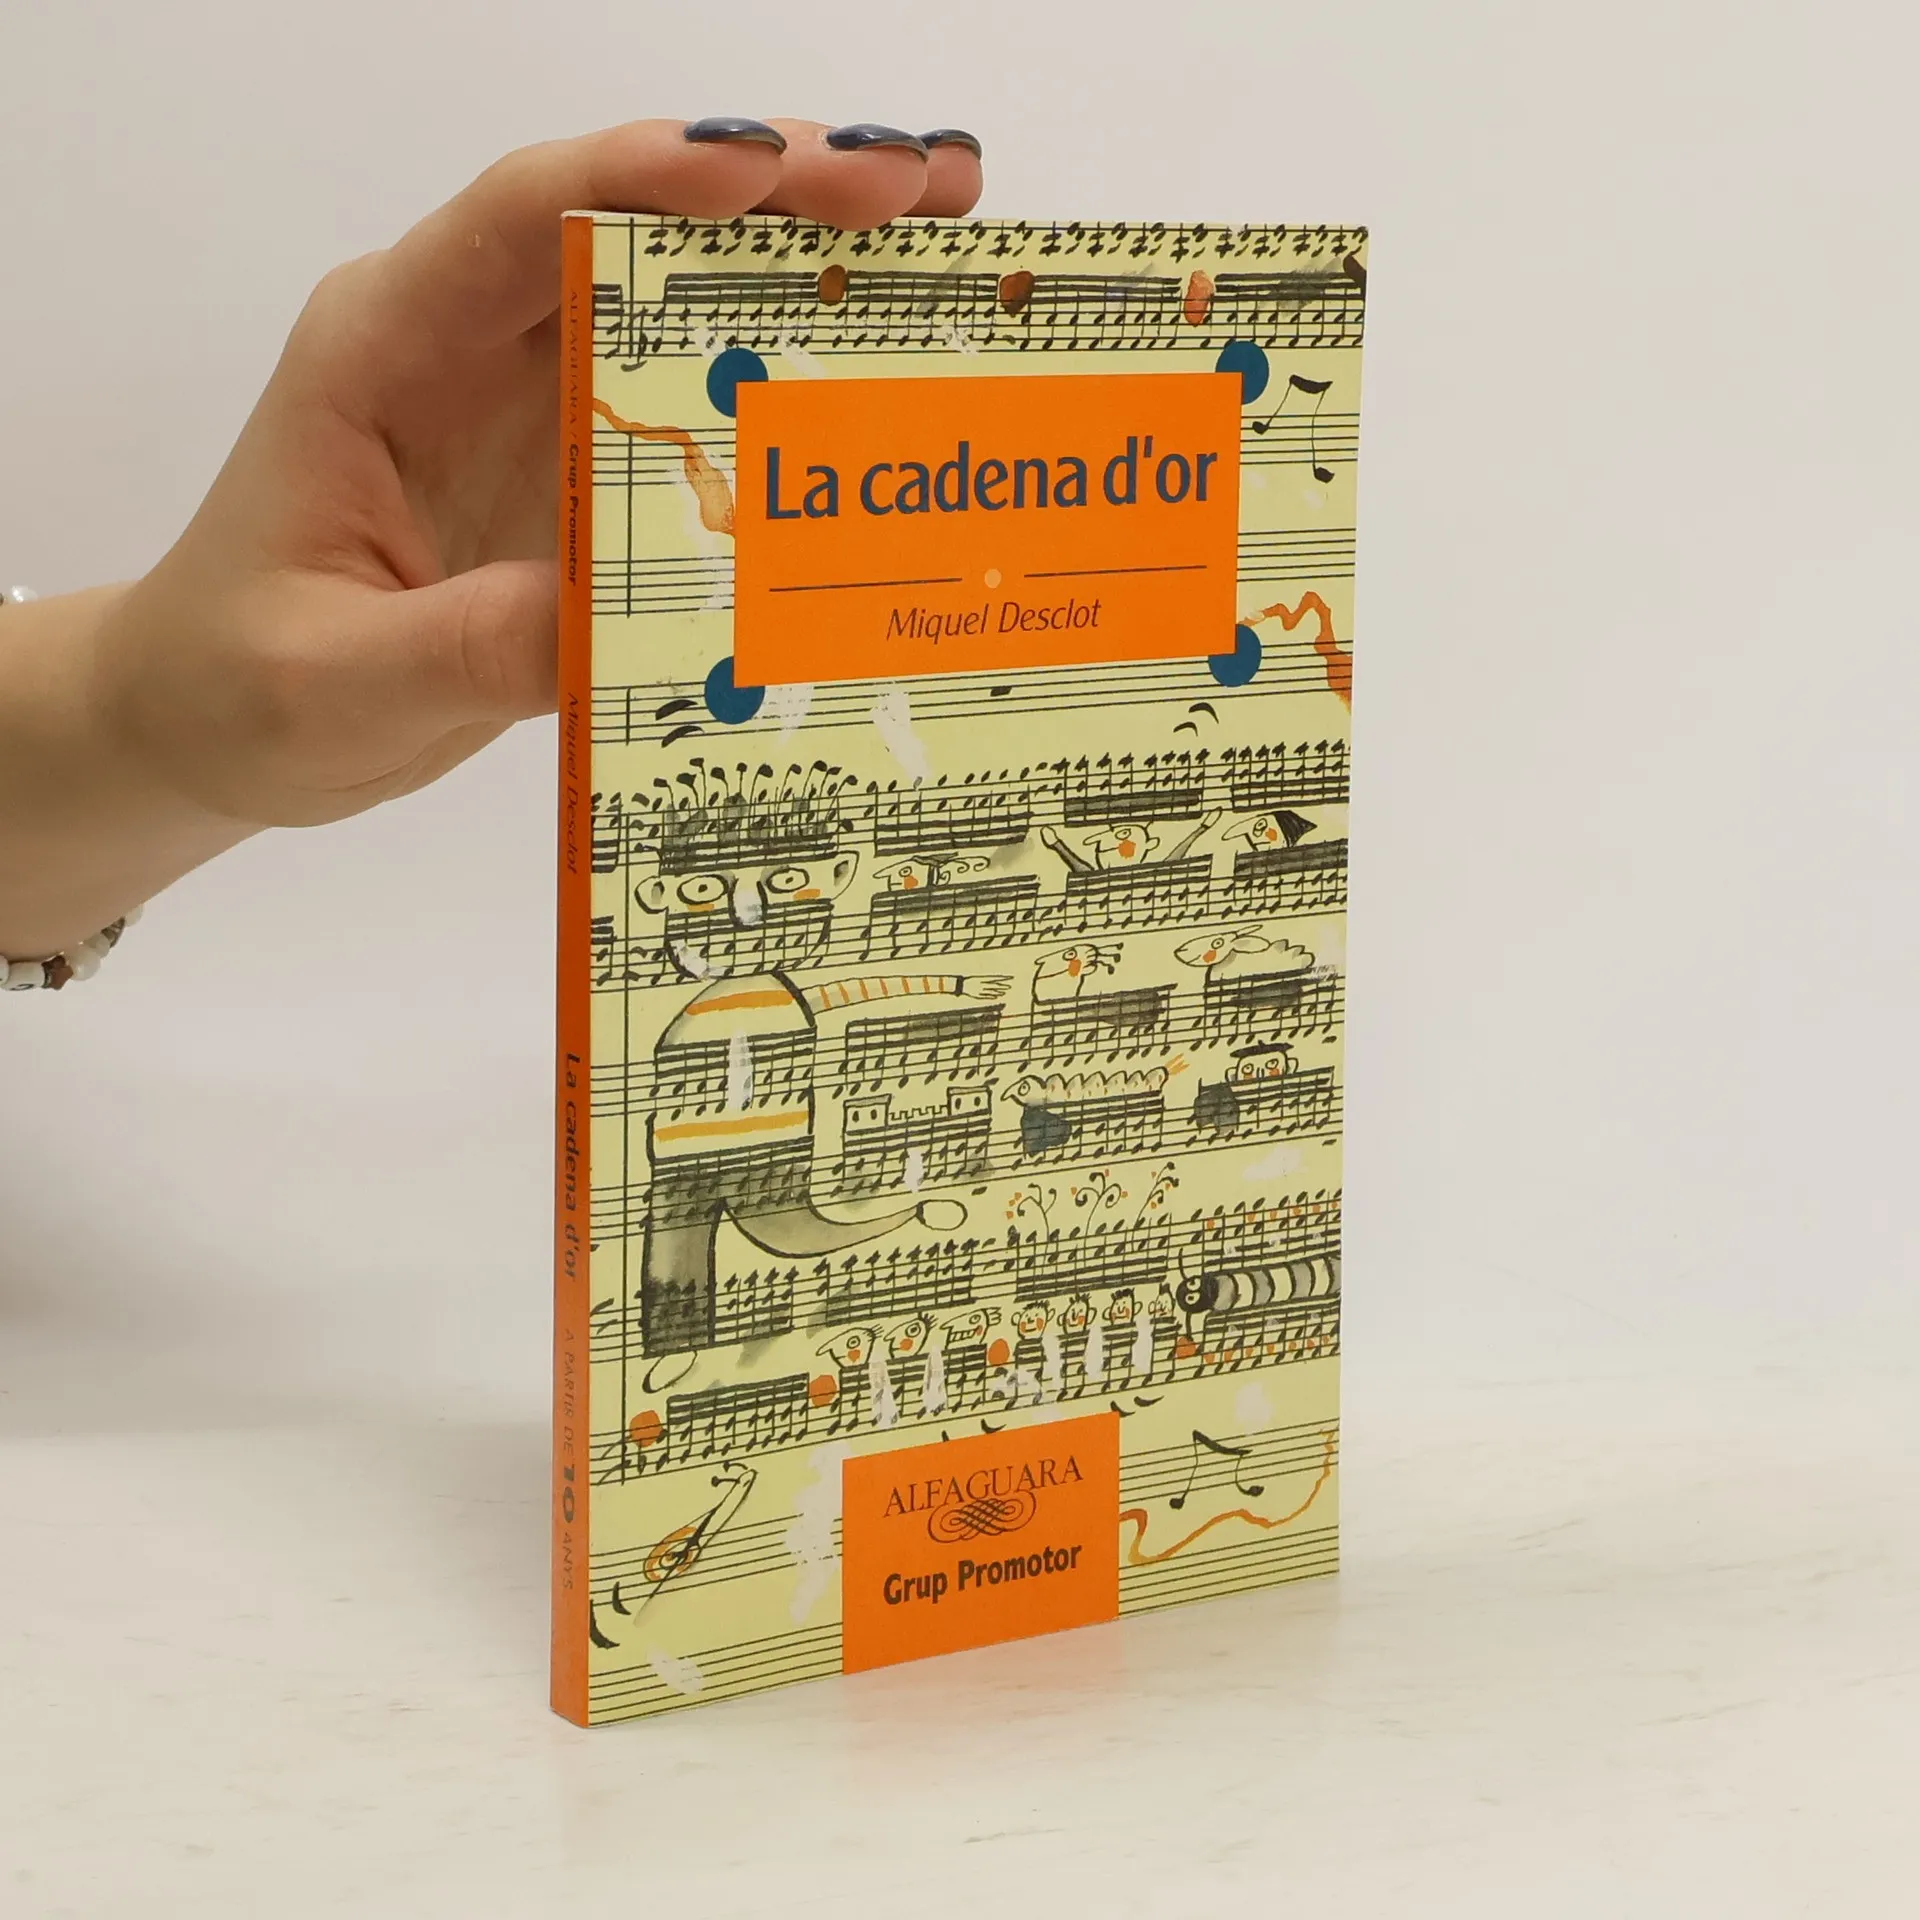 La cadena d'or
Miquel Desclot
ALFAGUARA
Grup Promotor
ALFAGUARA / Grup Promotor Miquel Desclot La cadena d'or A PARTIR DE 10 ANYS